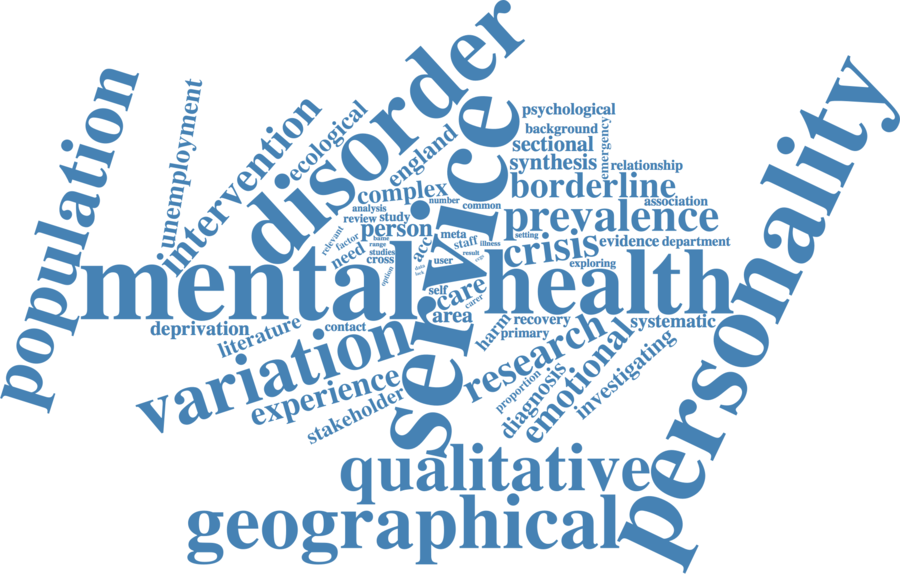 disorder
population
unemployment
intervention
ecological
england
service
psychological
background
emergency
sectional
synthesis
relationship
personality
complex
borderline
number
common
association
analysis
review
study
prevalence
person
relevant
factor
need
range
studies
cross
meta
staff
illness
setting
crisis
evidence
department
exploring
result
user
option
mental
health
self
care
carer
area
deprivation
literature
contact
variation
experience
stakeholder
harm
recovery
primary
systematic
research
emotional
investigating
proportion
diagnosis
qualitative
geographical